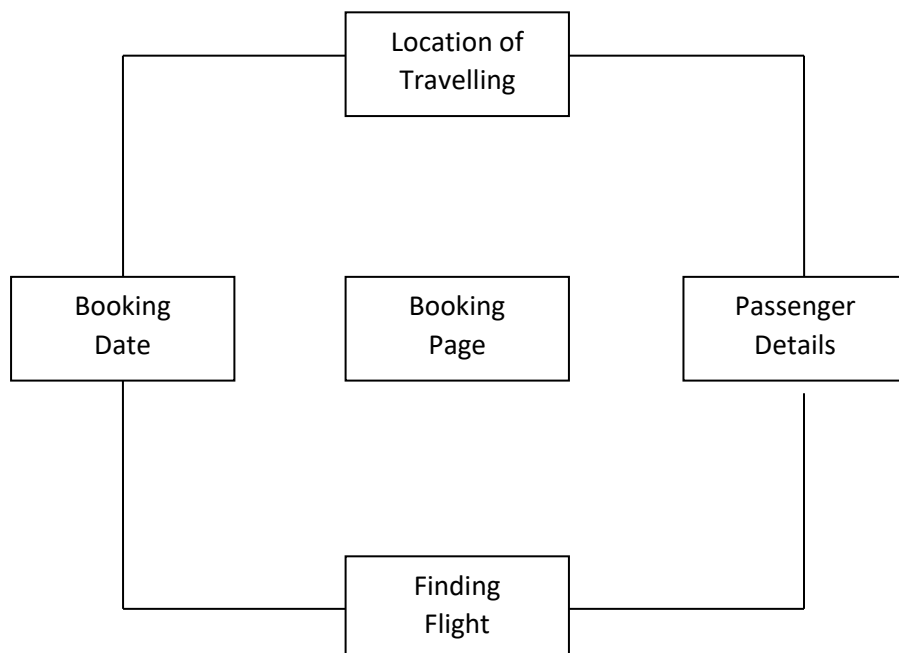 Location of
Travelling
Booking
Date
Booking
Page
Passenger
Details
Finding
Flight